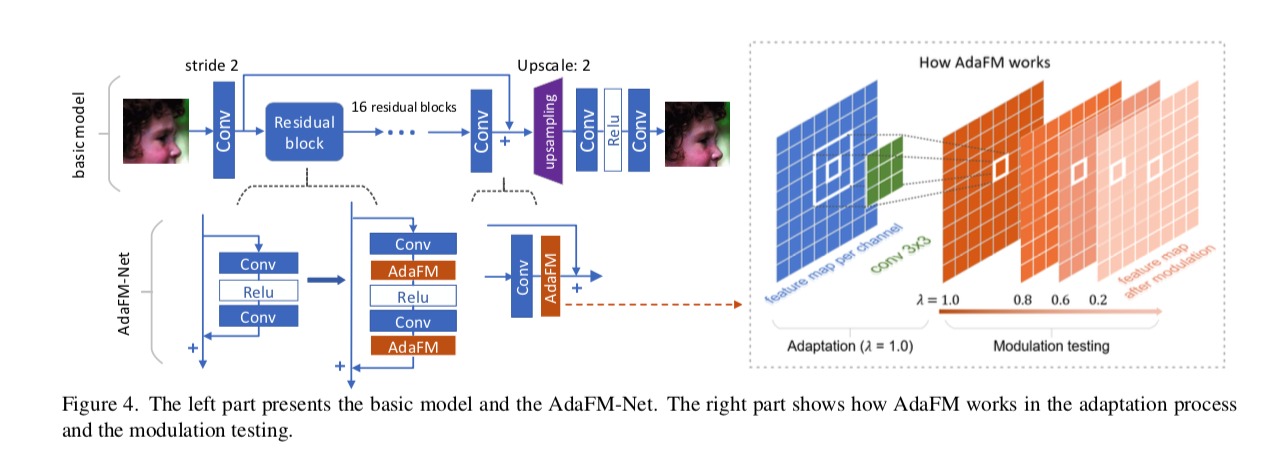 stride 2
Upscale: 2
How AdaFM works
basic model
Conv
Residual
block
16 residual blocks
Conv
+
upsampling
Conv
Relu
Conv
AdaFM-Net
Conv
Relu
Conv
+
Conv
AdaFM
Relu
Conv
AdaFM
+
Conv
AdaFM
+
feature map per channel
conv 3x3
feature map
after modulation
λ = 1.0 0.8 0.6 0.2
Adaptation (λ = 1.0)
Modulation testing
Figure 4. The left part presents the basic model and the AdaFM-Net. The right part shows how AdaFM works in the adaptation process
and the modulation testing.